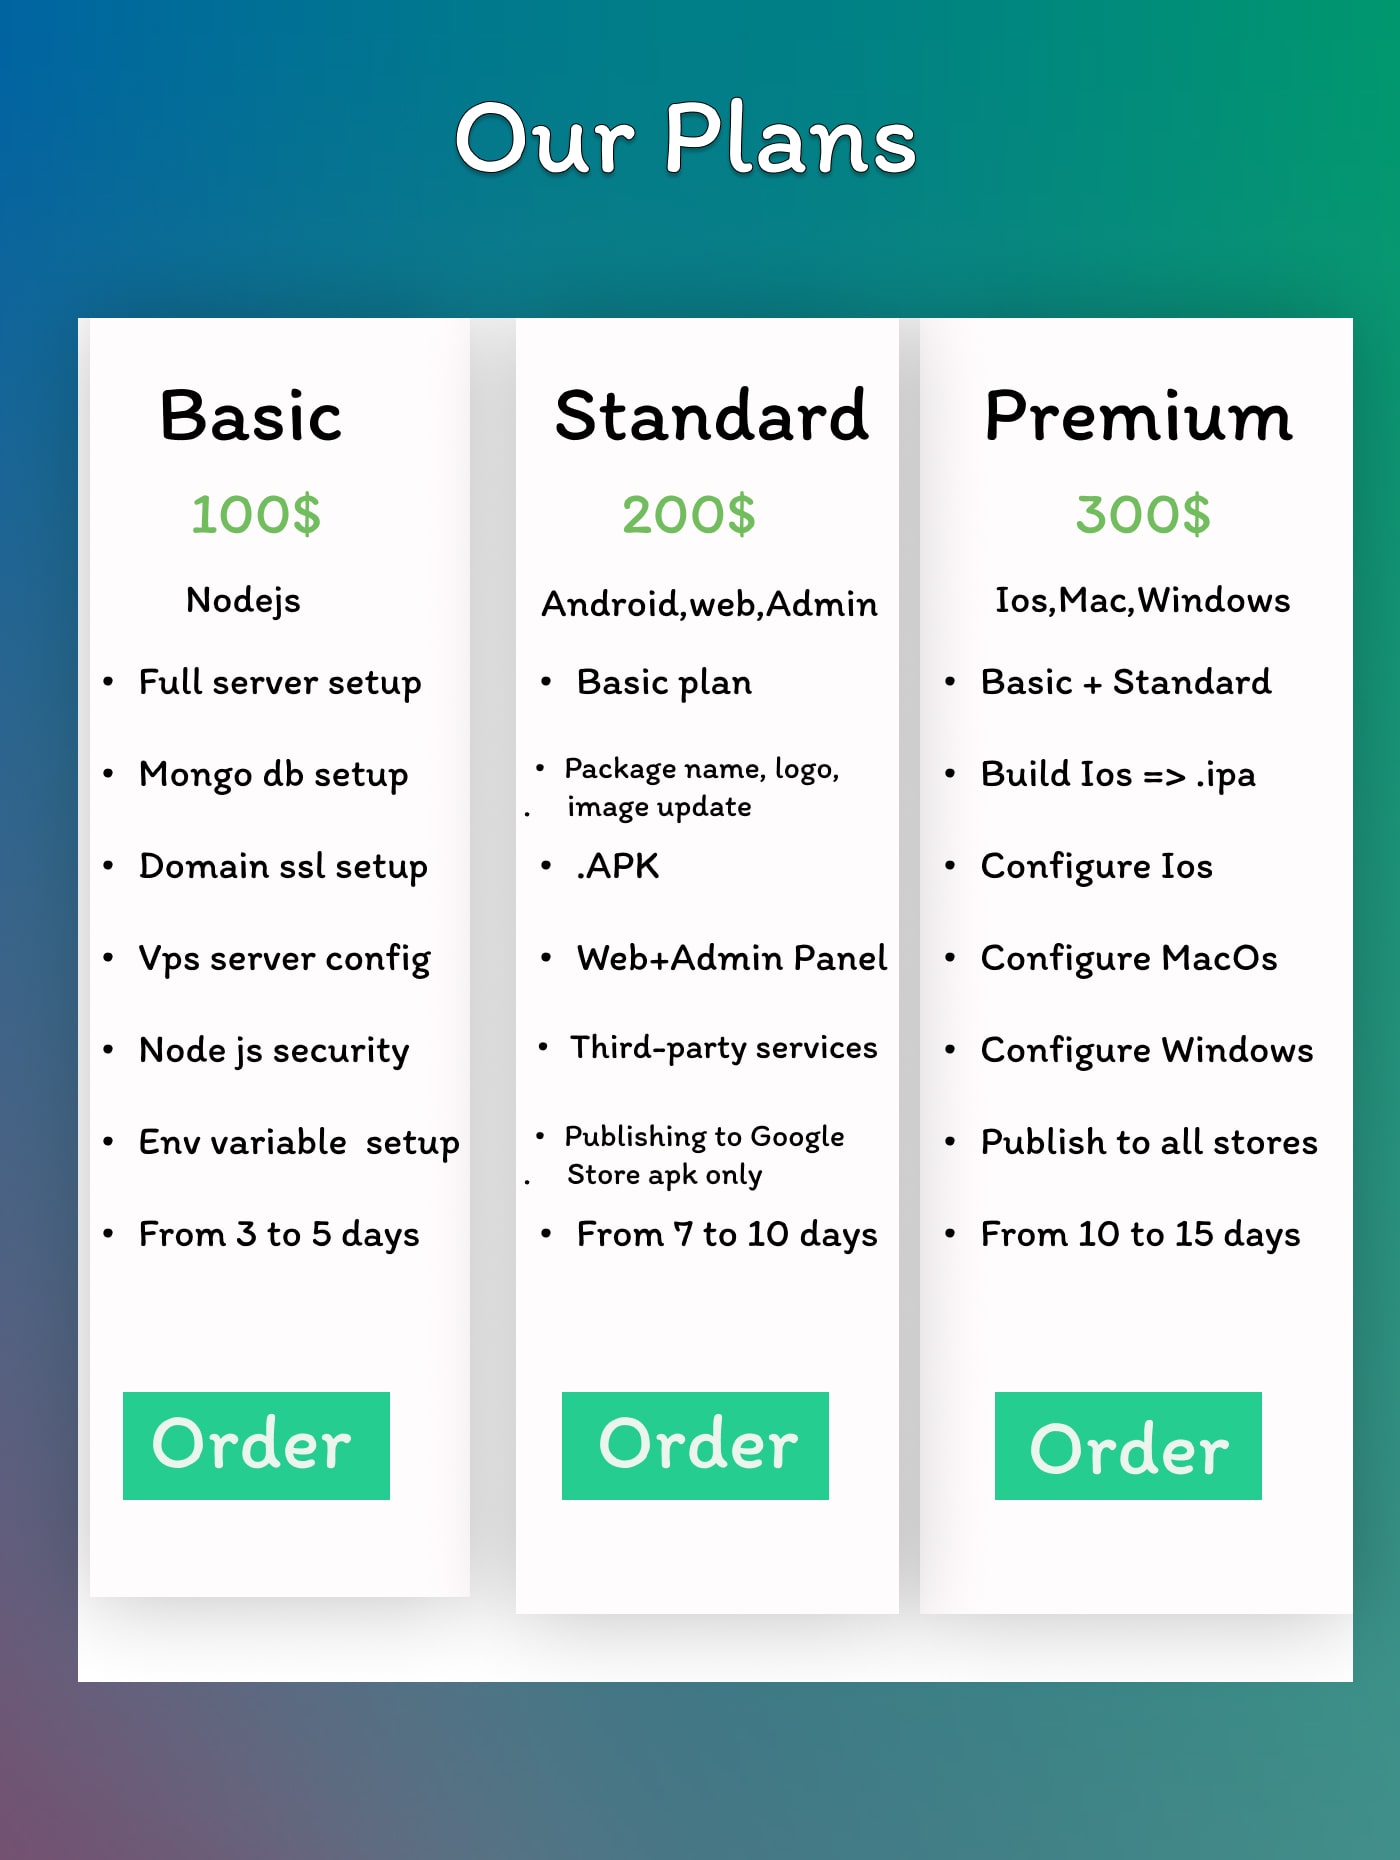 Our Plans
Basic
100$
Nodejs
• Full server setup
• Mongo db setup
• Domain ssl setup
• Vps server config
• Node js security
• Env variable  setup
• From 3 to 5 days
Order
Standard
200$
Android,web,Admin
• Basic plan
• Package name, logo,
. image update
• .APK
• Web+Admin Panel
• Third-party services
• Publishing to Google
. Store apk only
• From 7 to 10 days
Order
Premium
300$
Ios,Mac,Windows
• Basic + Standard
• Build Ios => .ipa
• Configure Ios
• Configure MacOs
• Configure Windows
• Publish to all stores
• From 10 to 15 days
Order